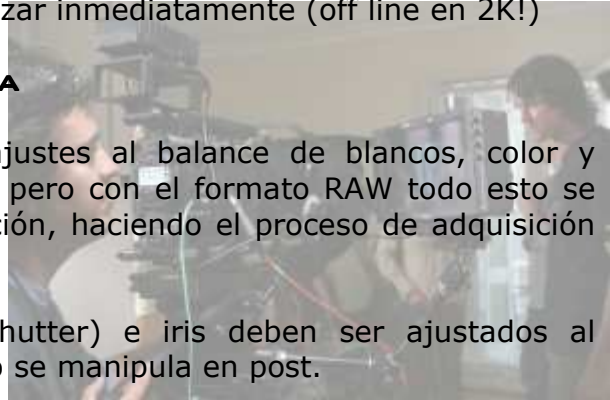 zar inmediatamente (off line en 2K!)
A
ajustes al balance de blancos, color y
pero con el formato RAW todo esto se
ción, haciendo el proceso de adquisición
hutter) e iris deben ser ajustados al
o se manipula en post.